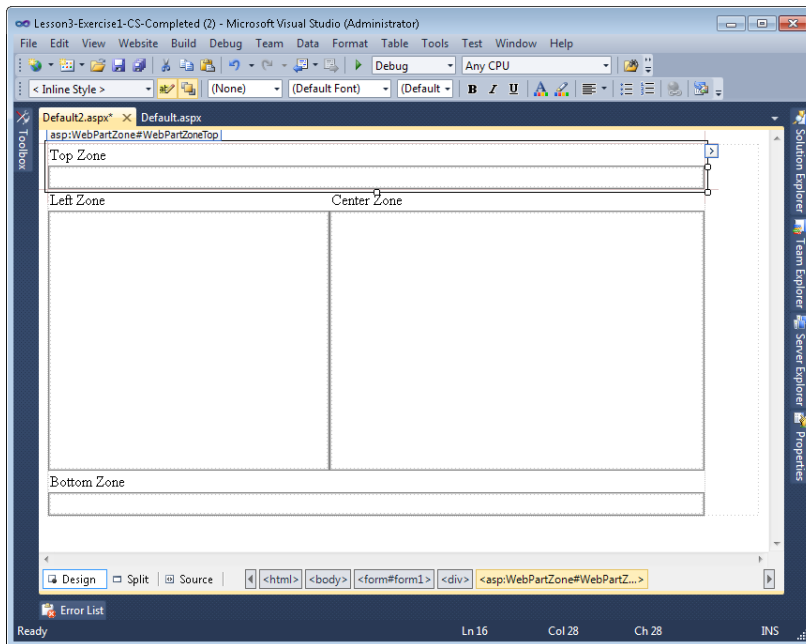 Lesson3-Exercise1-CS-Completed (2) - Microsoft Visual Studio (Administrator)
File Edit View Website Build Debug Team Data Format Table Tools Test Window Help
Debug Any CPU
< Inline Style > (None) (Default Font) (Default B I U A
Default2.aspx* Default.aspx
asp:WebPartZone#WebPartZoneTop
Top Zone
Left Zone Center Zone
Bottom Zone
Toolbox
Solution Explorer
Team Explorer
Server Explorer
Properties
Design Split Source <html> <body> <form#form1> <div> <asp:WebPartZone#WebPartZ...>
Error List
Ready Ln 16 Col 28 Ch 28 INS